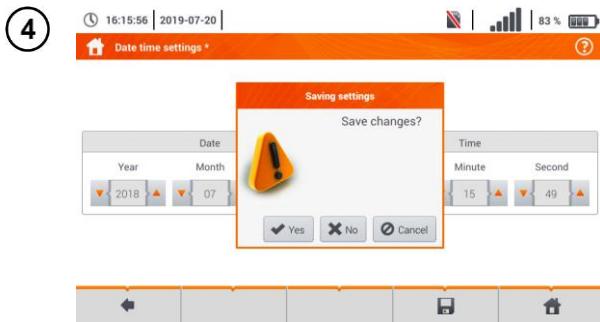 4
16:15:56 2019-07-20 83 %
Date time settings * ?
Saving settings
Save changes?
Date Time
Year Month Minute Second
2018 07 15 49
Yes No Cancel